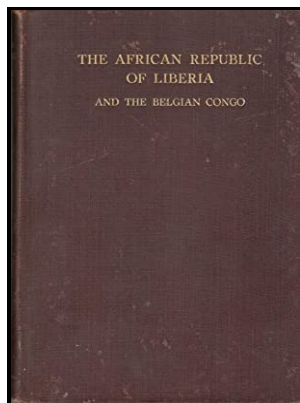 THE AFRICAN REPUBLIC
OF LIBERIA
AND THE BELGIAN CONGO